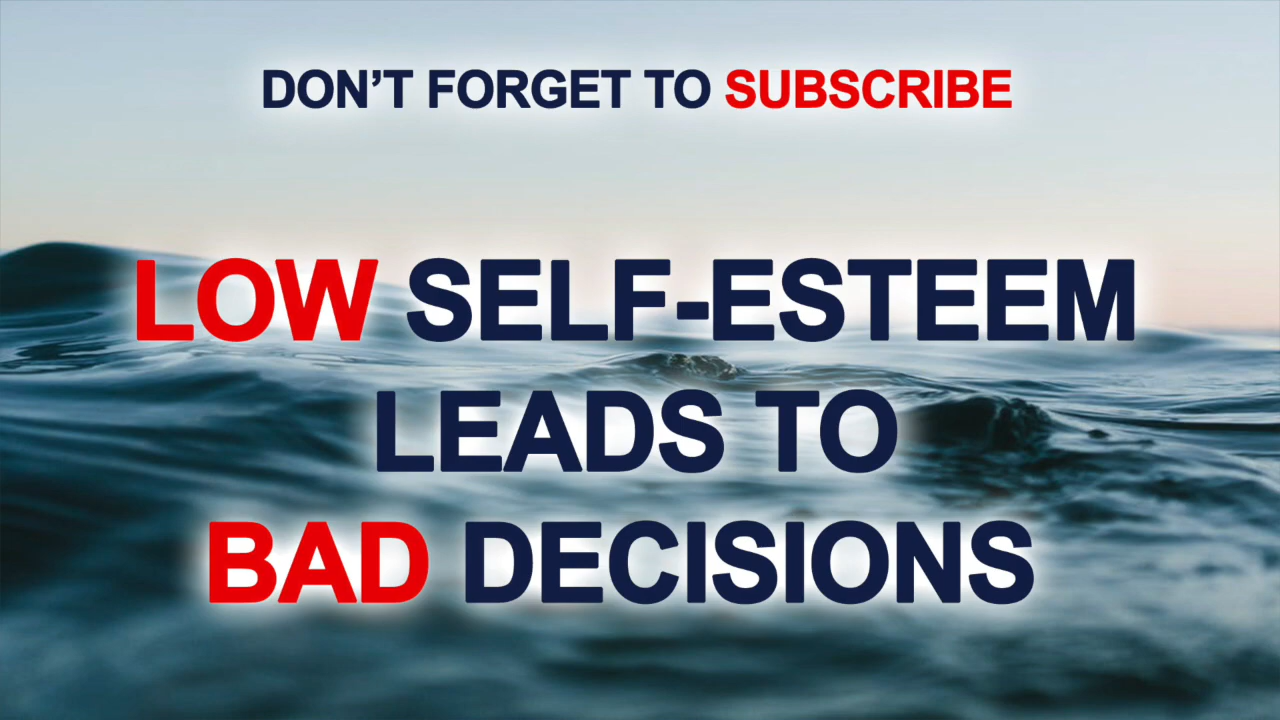 DON’T FORGET TO SUBSCRIBE
LOW SELF-ESTEEM
LEADS TO
BAD DECISIONS